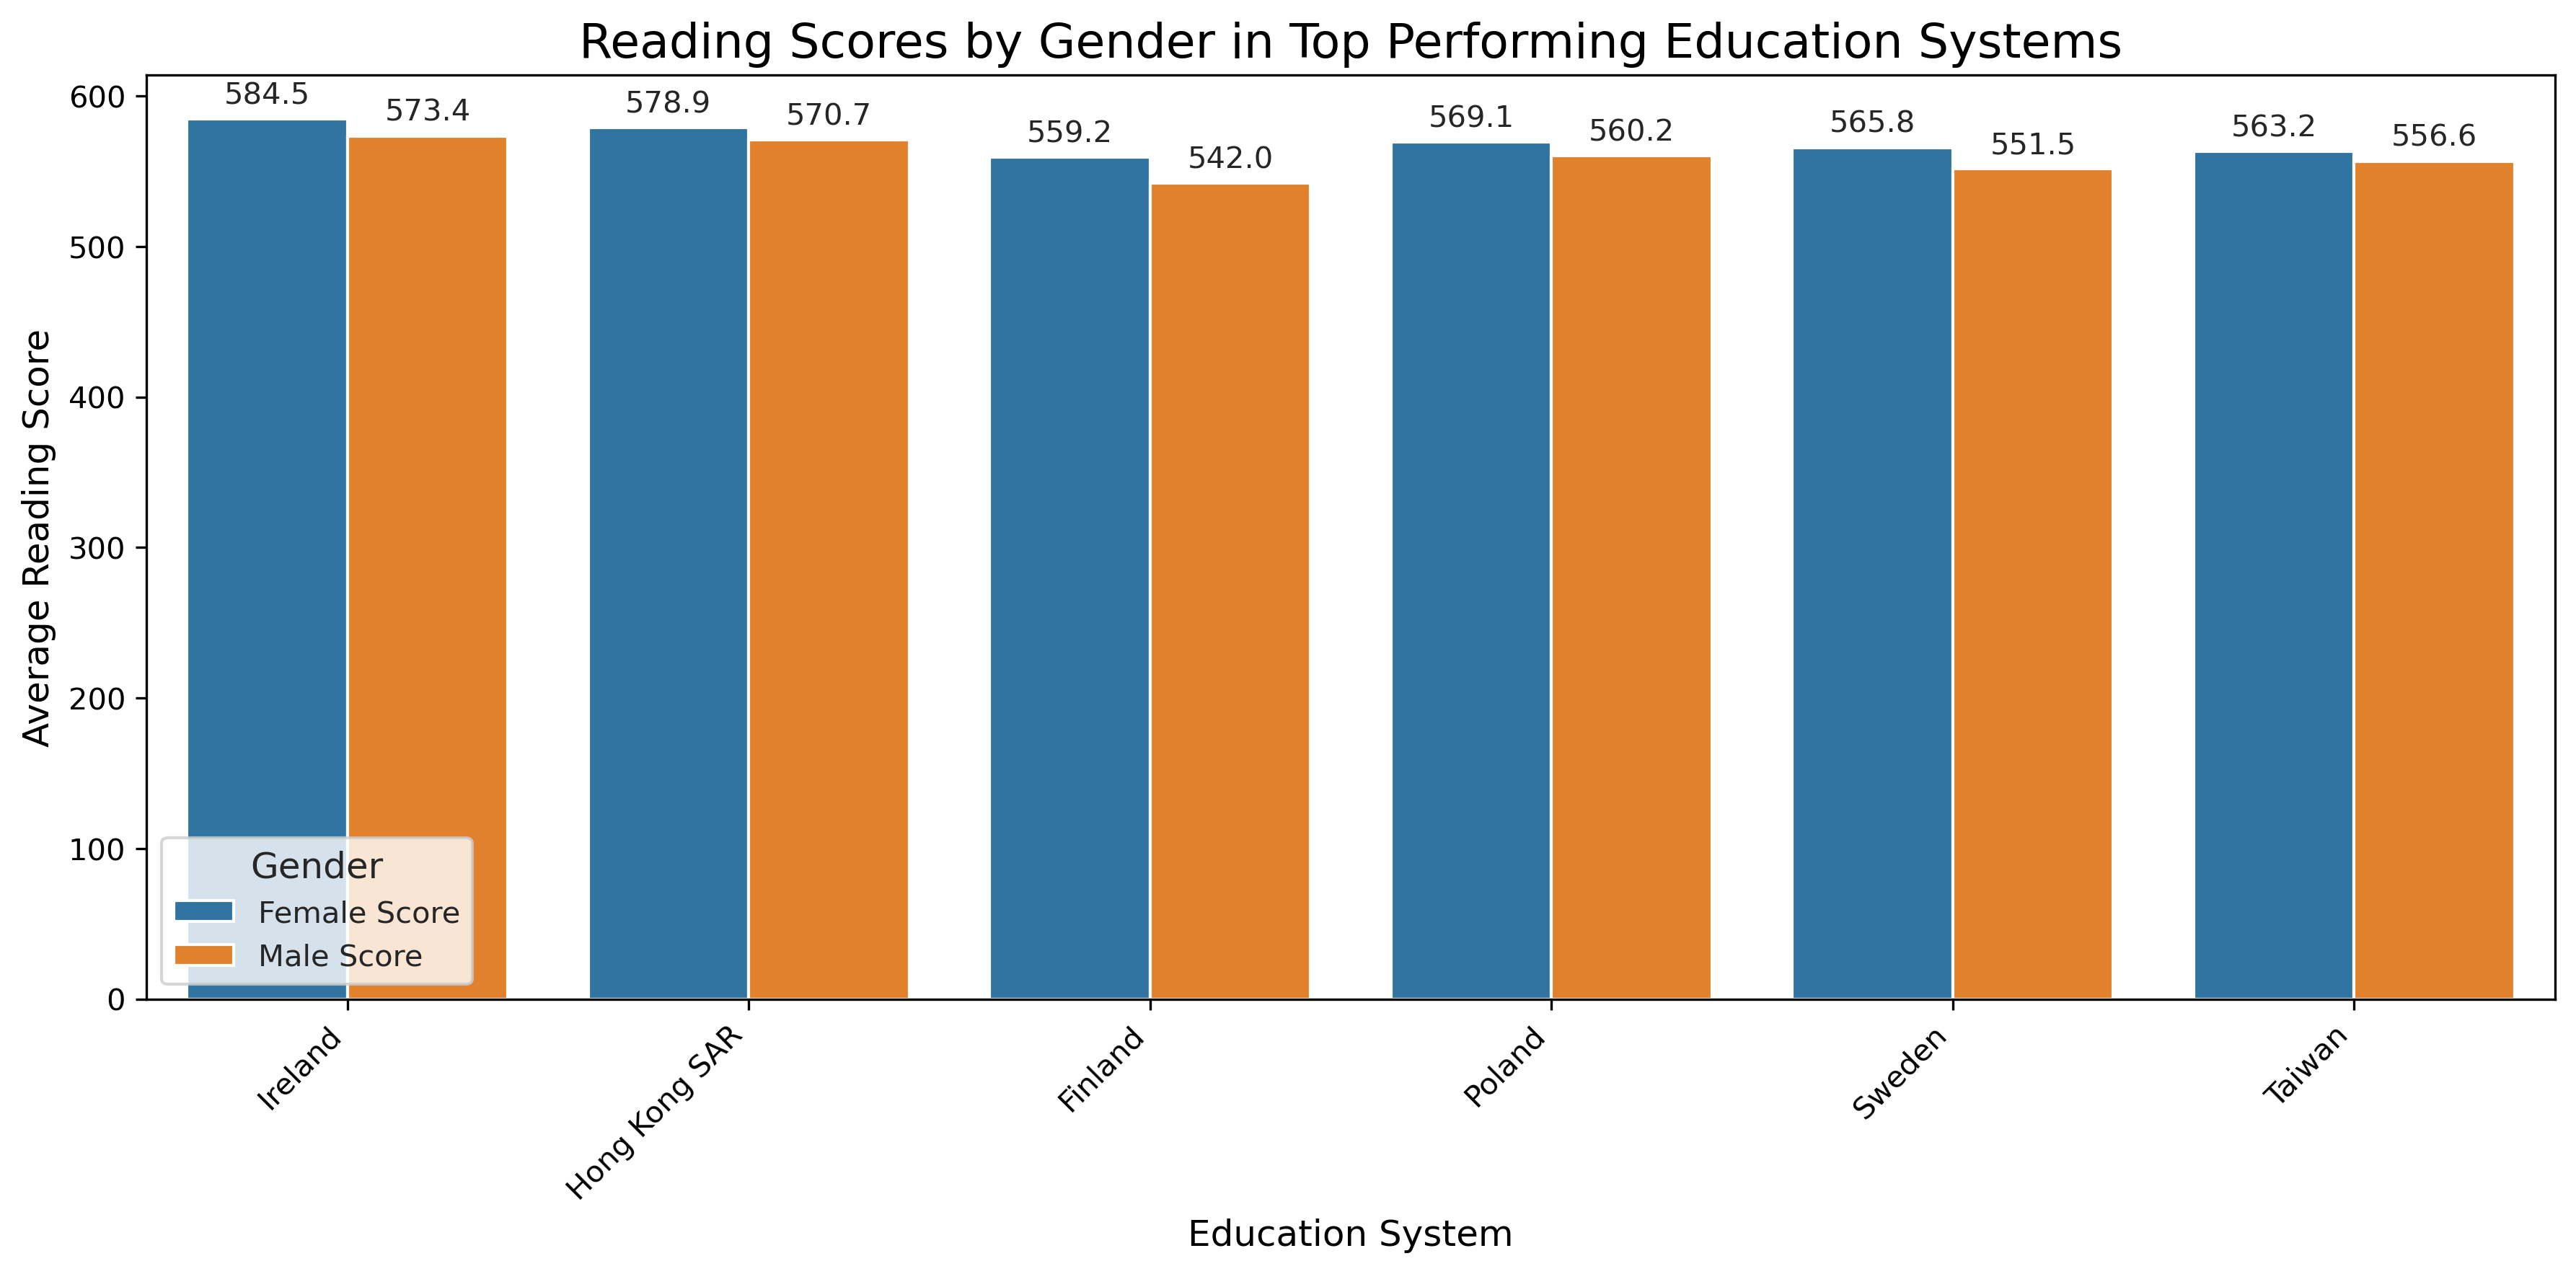 Reading Scores by Gender in Top Performing Education Systems
Average Reading Score
600
500
400
300
200
100
0
584.5
573.4
578.9
570.7
559.2
542.0
569.1
560.2
565.8
551.5
563.2
556.6
Gender
Female Score
Male Score
Ireland
Hong Kong SAR
Finland
Poland
Sweden
Taiwan
Education System